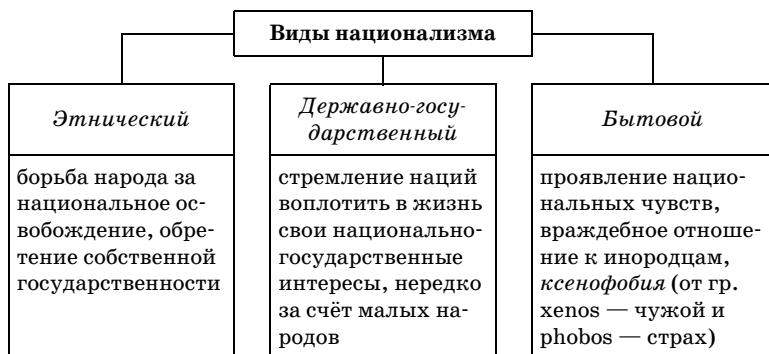 Виды национализма
Этнический
борьба народа за
национальное ос-
вобождение, обре-
тение собственной
государственности
Державно-госу-
дарственный
стремление наций
воплотить в жизнь
свои национально-
государственные
интересы, нередко
за счёт малых на-
родов
Бытовой
проявление нацио-
нальных чувств,
враждебное отноше-
ние к инородцам,
ксенофобия (от гр.
xenos — чужой и
phobos — страх)